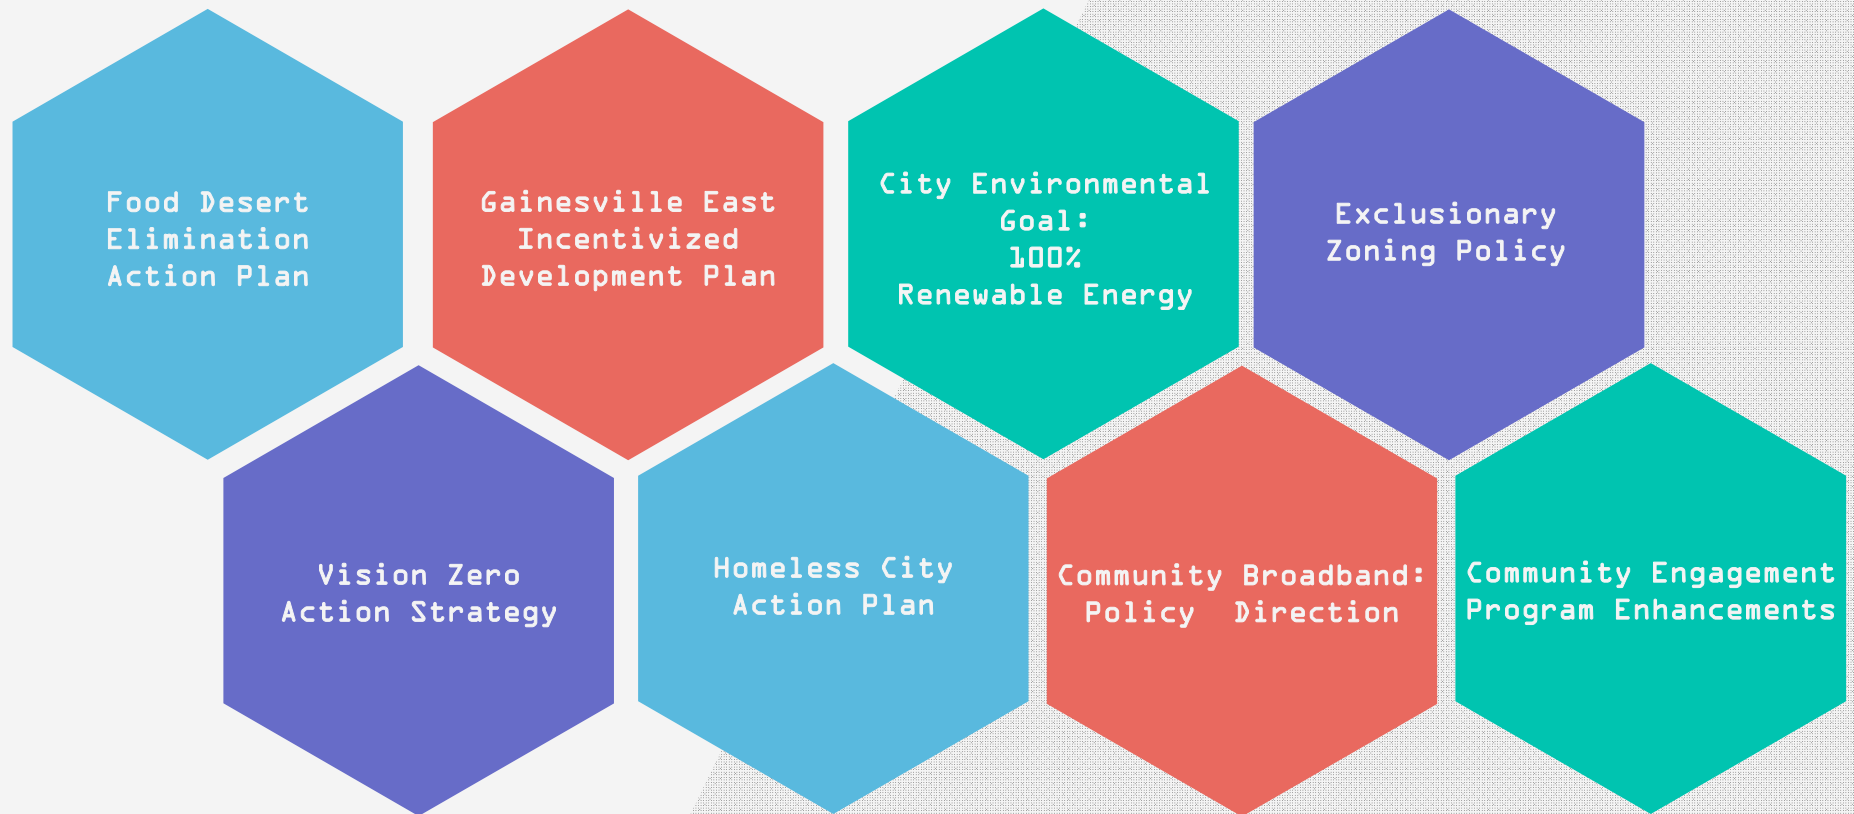 Food Desert
Elimination
Action Plan
Gainesville East
Incentivized
Development Plan
City Environmental
Goal:
100%
Renewable Energy
Exclusionary
Zoning Policy
Vision Zero
Action Strategy
Homeless City
Action Plan
Community Broadband:
Policy  Direction
Community Engagement
Program Enhancements